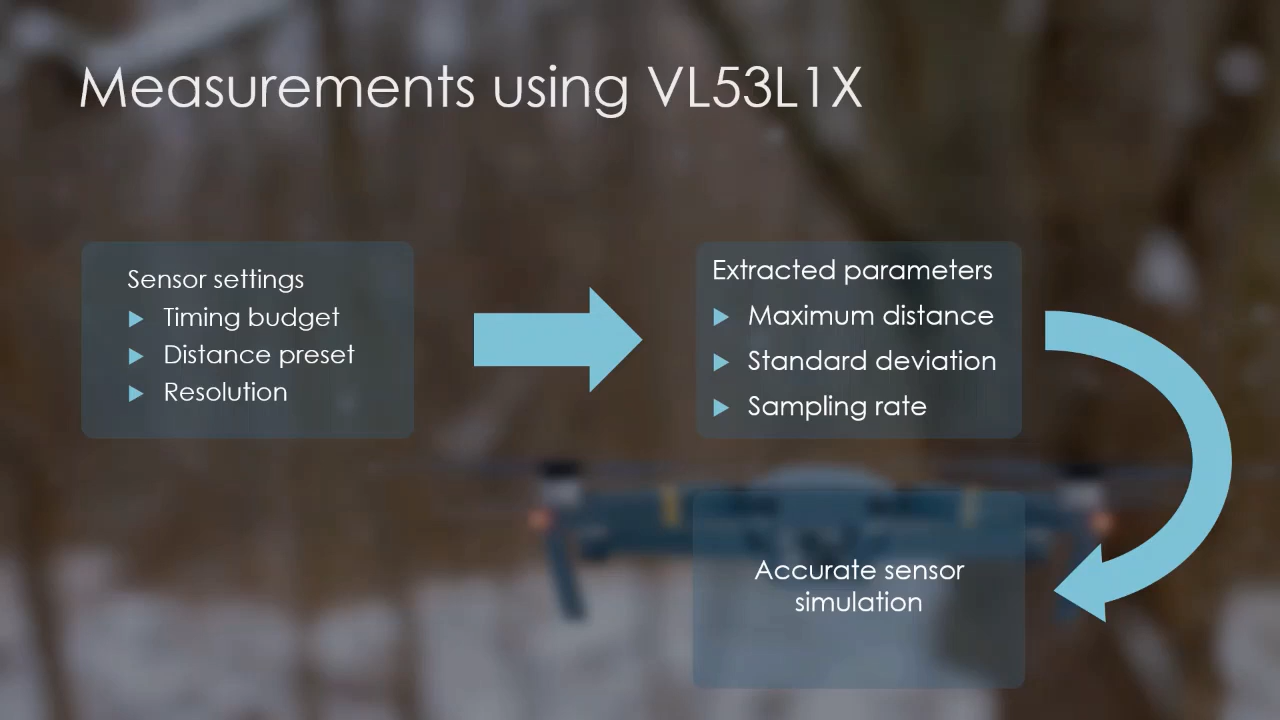 Measurements using VL53L1X
Sensor settings
Timing budget
Distance preset
Resolution
Extracted parameters
Maximum distance
Standard deviation
Sampling rate
Accurate sensor
simulation